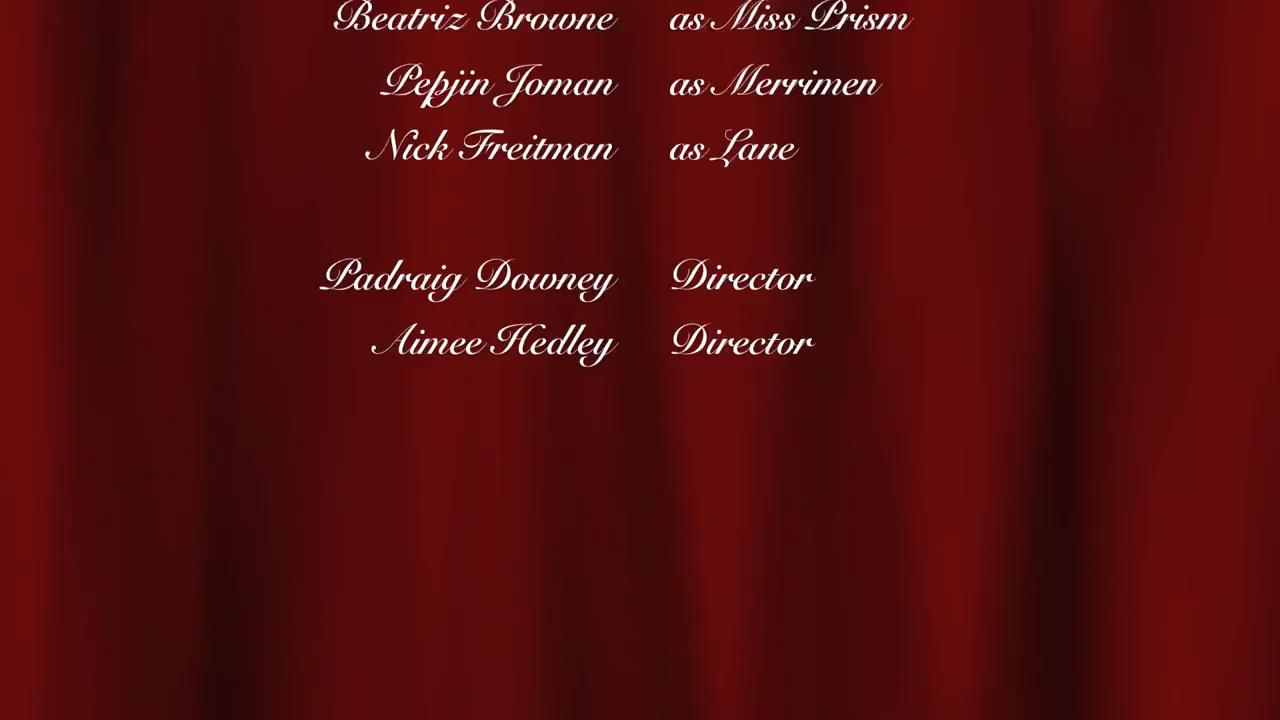 Beatriz Browne as Miss Prism
Pepjin Joman as Merrimen
Nick Freitman as Lane
Padraig Downey Director
Aimee Hedley Director